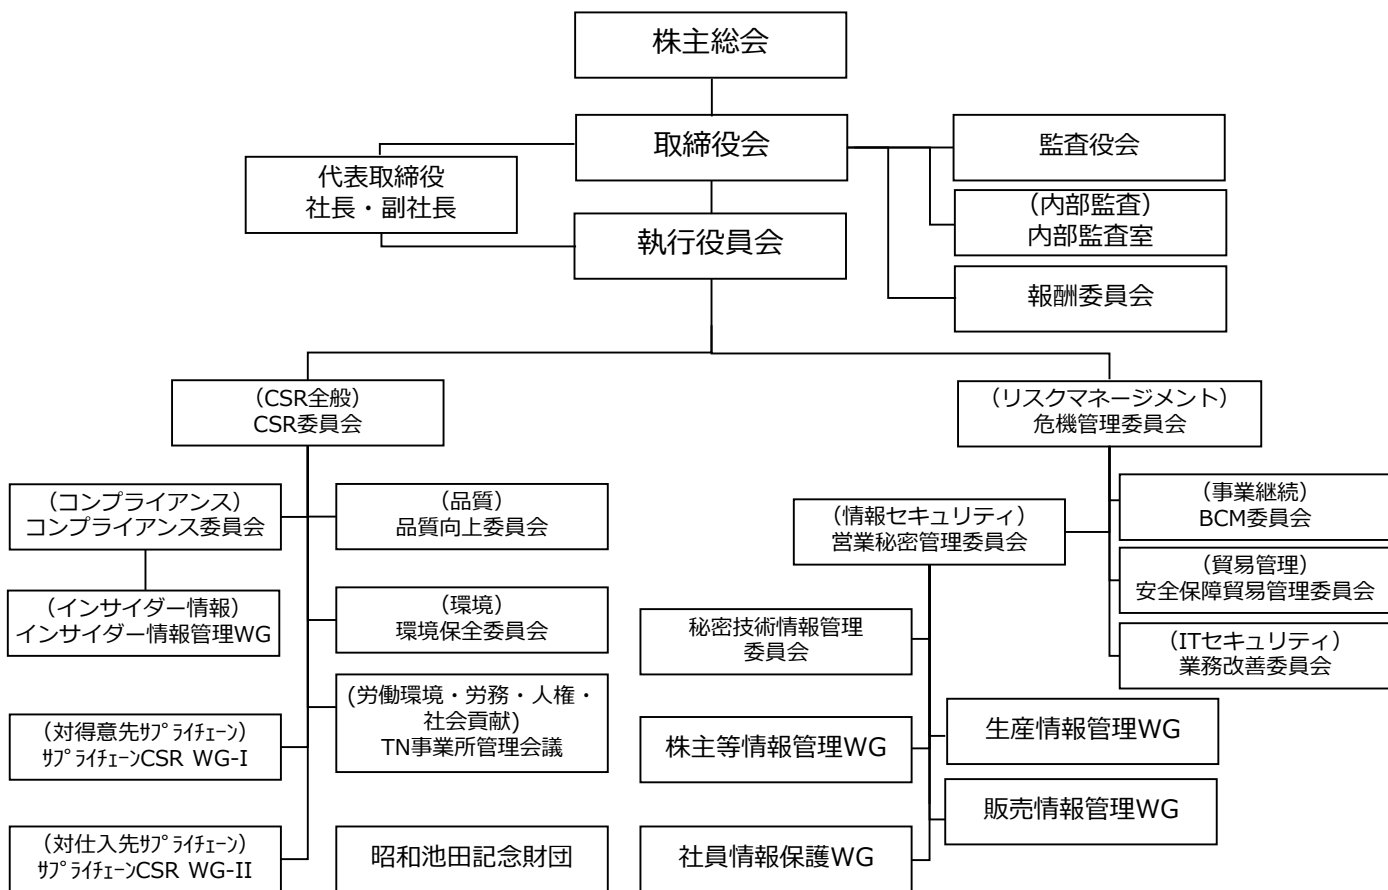 株主総会
取締役会
監査役会
代表取締役
社長・副社長
(内部監査)
内部監査室
執行役員会
報酬委員会
(CSR全般)
CSR委員会
(リスクマネージメント)
危機管理委員会
(コンプライアンス)
コンプライアンス委員会
(品質)
品質向上委員会
(情報セキュリティ)
営業秘密管理委員会
(事業継続)
BCM委員会
(貿易管理)
安全保障貿易管理委員会
(インサイダー情報)
インサイダー情報管理WG
(環境)
環境保全委員会
秘密技術情報管理
委員会
(ITセキュリティ)
業務改善委員会
(労働環境・労務・人権・
社会貢献)
TN事業所管理会議
(対得意先ｻﾌﾟﾗｲﾁｪｰﾝ)
ｻﾌﾟﾗｲﾁｪｰﾝCSR WG-I
株主等情報管理WG
生産情報管理WG
販売情報管理WG
(対仕入先ｻﾌﾟﾗｲﾁｪｰﾝ)
ｻﾌﾟﾗｲﾁｪｰﾝCSR WG-II
昭和池田記念財団
社員情報保護WG